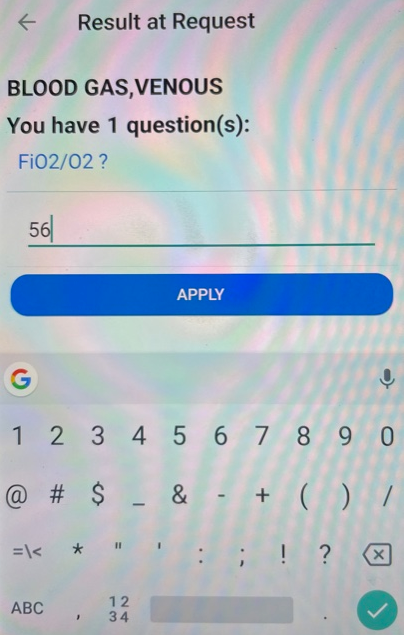 Result at Request
BLOOD GAS,VENOUS
You have 1 question(s):
FiO2/O2 ?
56
APPLY
G
1 2 3 4 5 6 7 8 9 0
@ # $ _ & - + ( ) /
=\< * " ' : ; ! ?
ABC , 12 .
34